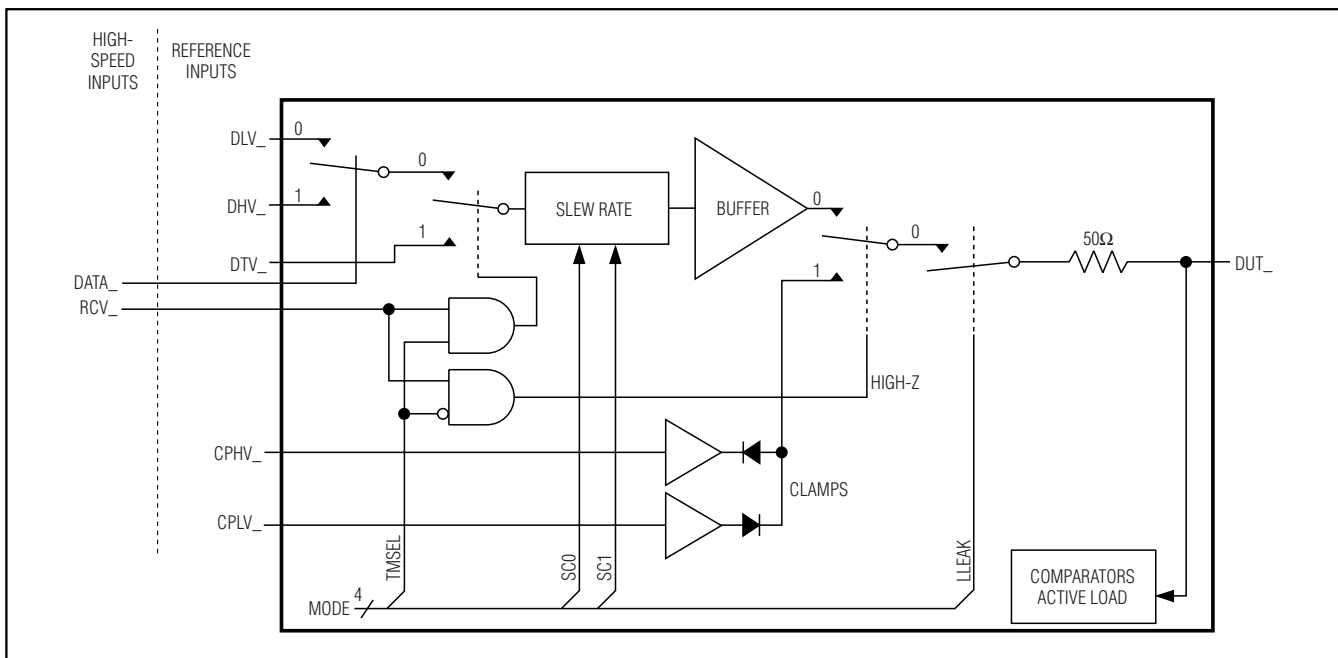 HIGH-
SPEED
INPUTS
REFERENCE
INPUTS
DLV_
0
DHV_
1
0
DTV_
1
DATA_
RCV_
SLEW RATE
BUFFER
0
1
0
50Ω
DUT_
HIGH-Z
CPHV_
CPLV_
CLAMPS
TMSEL
SC0
SC1
LLEAK
MODE
4
COMPARATORS
ACTIVE LOAD